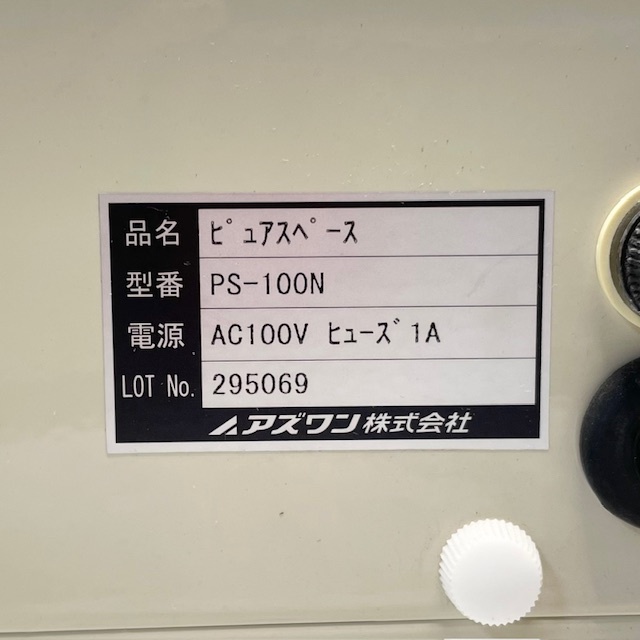 品名 ﾋﾟｭｱｽﾍﾟｰｽ
型番 PS-100N
電源 AC100V ﾋｭｰｽﾞ1A
LOT No. 295069
アズワン株式会社